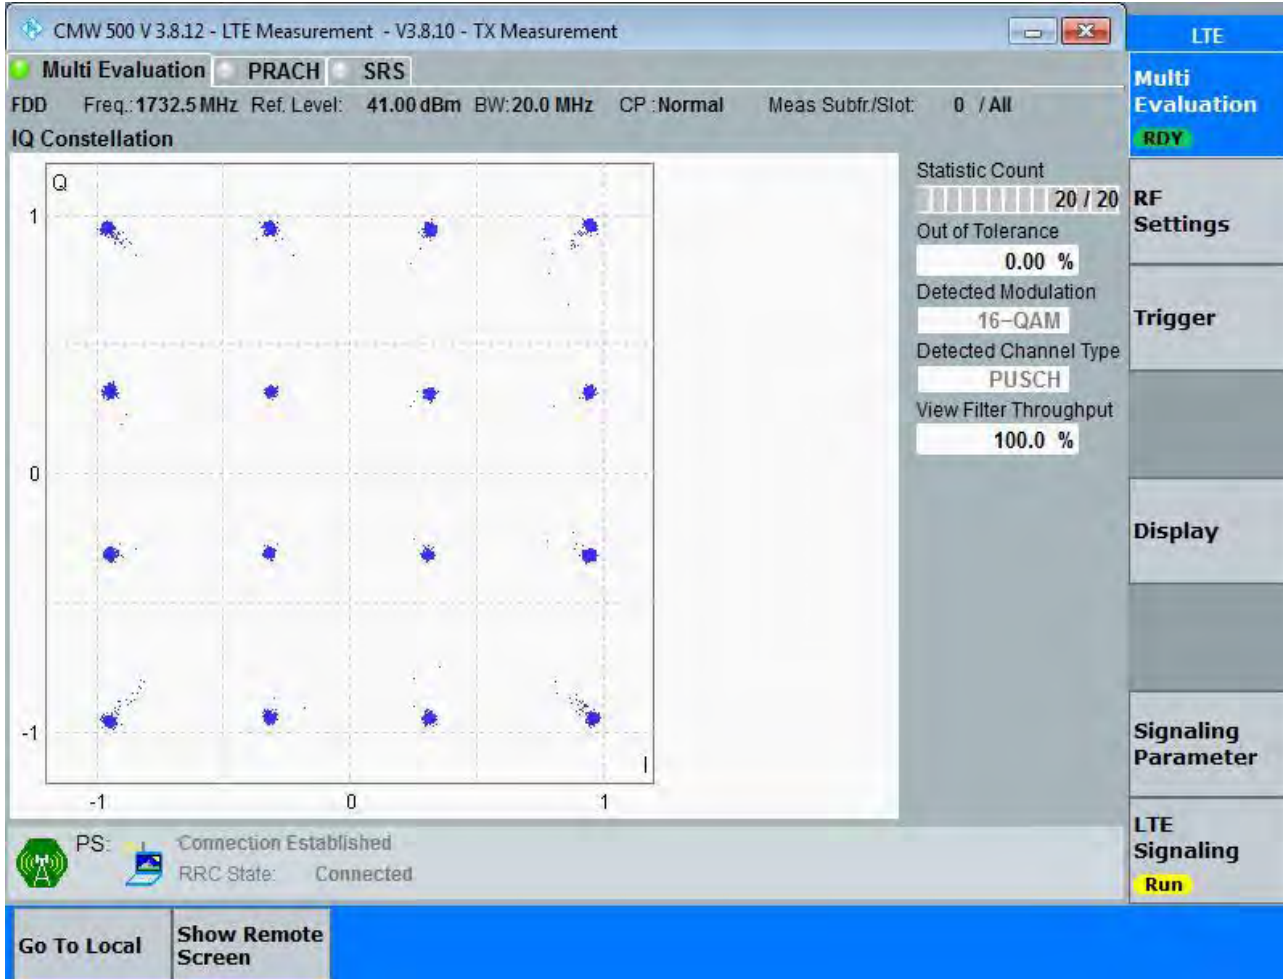 CMW 500 V 3.8.12 - LTE Measurement - V3.8.10 - TX Measurement
LTE
Multi Evaluation PRACH SRS
FDD Freq.:1732.5 MHz Ref. Level: 41.00 dBm BW:20.0 MHz CP :Normal Meas Subfr./Slot: 0 / All
IQ Constellation
Q
1
0
-1
-1 0 1
I
Statistic Count
20 / 20
Out of Tolerance
0.00 %
Detected Modulation
16-QAM
Detected Channel Type
PUSCH
View Filter Throughput
100.0 %
Multi
Evaluation
RDY
RF
Settings
Trigger
Display
Signaling
Parameter
LTE
Signaling
Run
PS: Connection Established
RRC State: Connected
Go To Local
Show Remote
Screen